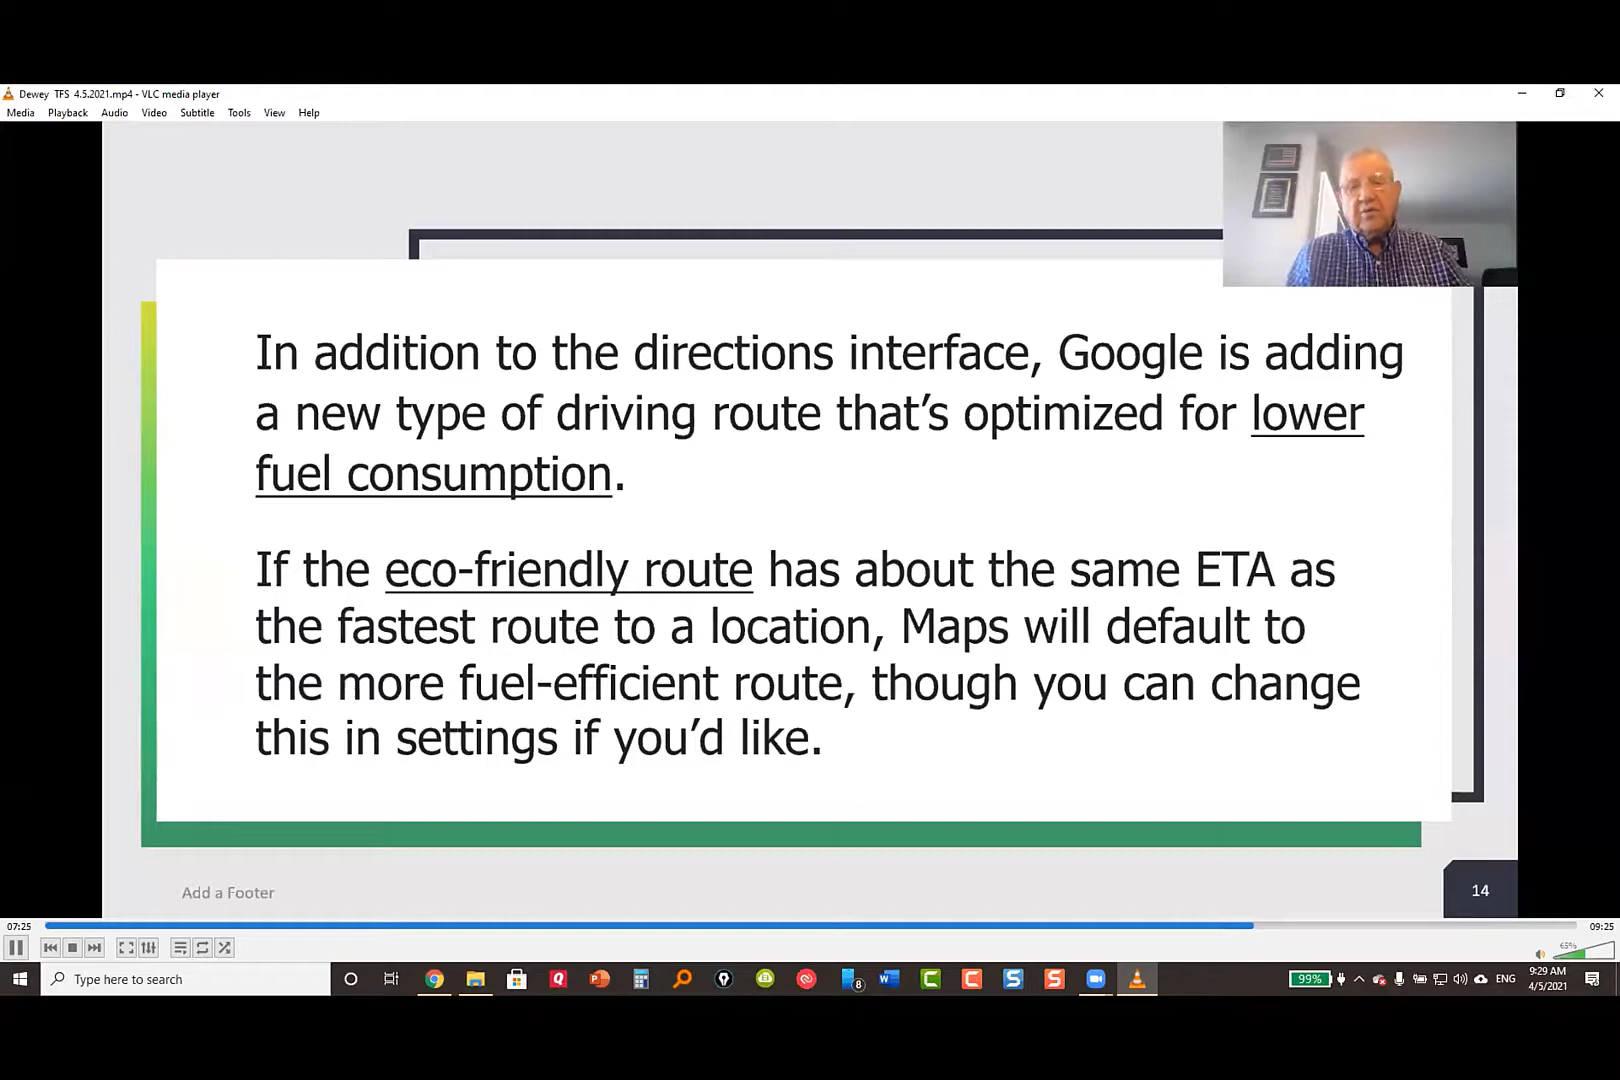 Dewey TFS 4.5.2021.mp4 - VLC media player
Media Playback Audio Video Subtitle Tools View Help
In addition to the directions interface, Google is adding
a new type of driving route that’s optimized for lower
fuel consumption.
If the eco-friendly route has about the same ETA as
the fastest route to a location, Maps will default to
the more fuel-efficient route, though you can change
this in settings if you’d like.
Add a Footer
14
07:25
09:25
65%
Type here to search
8
99%
ENG
9:29 AM
4/5/2021